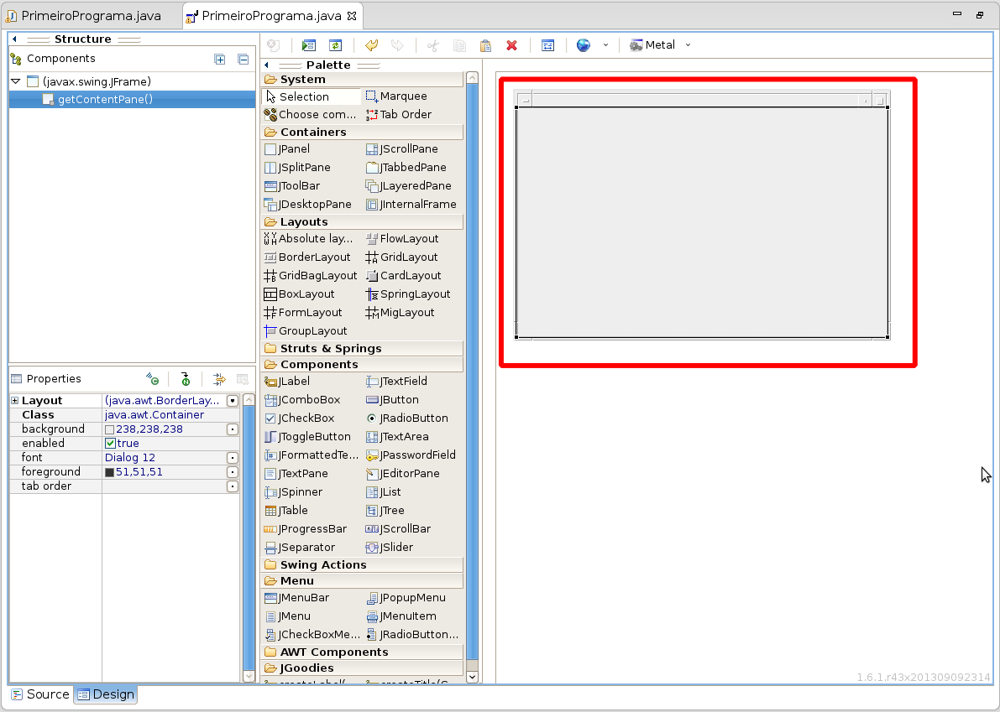 PrimeiroPrograma.java
PrimeiroPrograma.java
Structure
Components
(javax.swing.JFrame)
getContentPane()
Properties
Layout (java.awt.BorderLay...
Class java.awt.Container
background 238,238,238
enabled true
font Dialog 12
foreground 51,51,51
tab order
Metal
Palette
System
Selection Marquee
Choose com... Tab Order
Containers
JPanel JScrollPane
JSplitPane JTabbedPane
JToolBar JLayeredPane
JDesktopPane JInternalFrame
Layouts
Absolute lay... FlowLayout
BorderLayout GridLayout
GridBagLayout CardLayout
BoxLayout SpringLayout
FormLayout MigLayout
GroupLayout
Struts & Springs
Components
JLabel JTextField
JComboBox JButton
JCheckBox JRadioButton
JToggleButton JTextArea
JFormattedTe... JPasswordField
JTextPane JEditorPane
JSpinner JList
JTable JTree
JProgressBar JScrollBar
JSeparator JSlider
Swing Actions
Menu
JMenuBar JPopupMenu
JMenu JMenuItem
JCheckBoxMe... JRadioButton...
AWT Components
JGoodies
1.6.1.r43x201309092314
Source Design